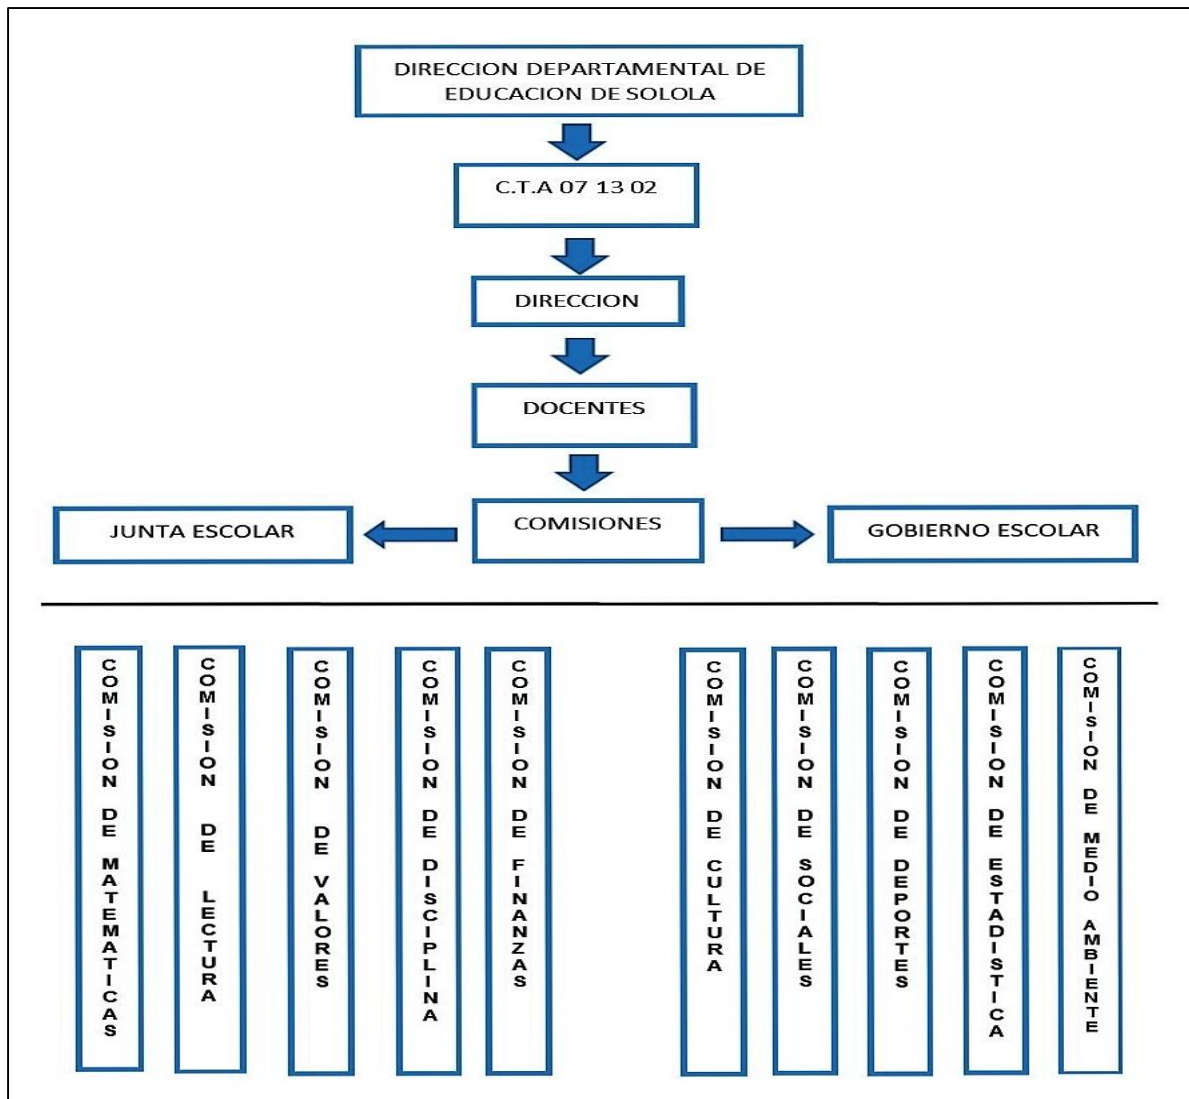 DIRECCION DEPARTAMENTAL DE
EDUCACION DE SOLOLA
C.T.A 07 13 02
DIRECCION
DOCENTES
JUNTA ESCOLAR
COMISIONES
GOBIERNO ESCOLAR
COMISION DE MATEMATICAS
COMISION DE LECTURA
COMISION DE VALORES
COMISION DE DISCIPLINA
COMISION DE FINANZAS
COMISION DE CULTURA
COMISION DE SOCIALES
COMISION DE DEPORTES
COMISION DE ESTADISTICA
COMISION DE MEDIO AMBIENTE